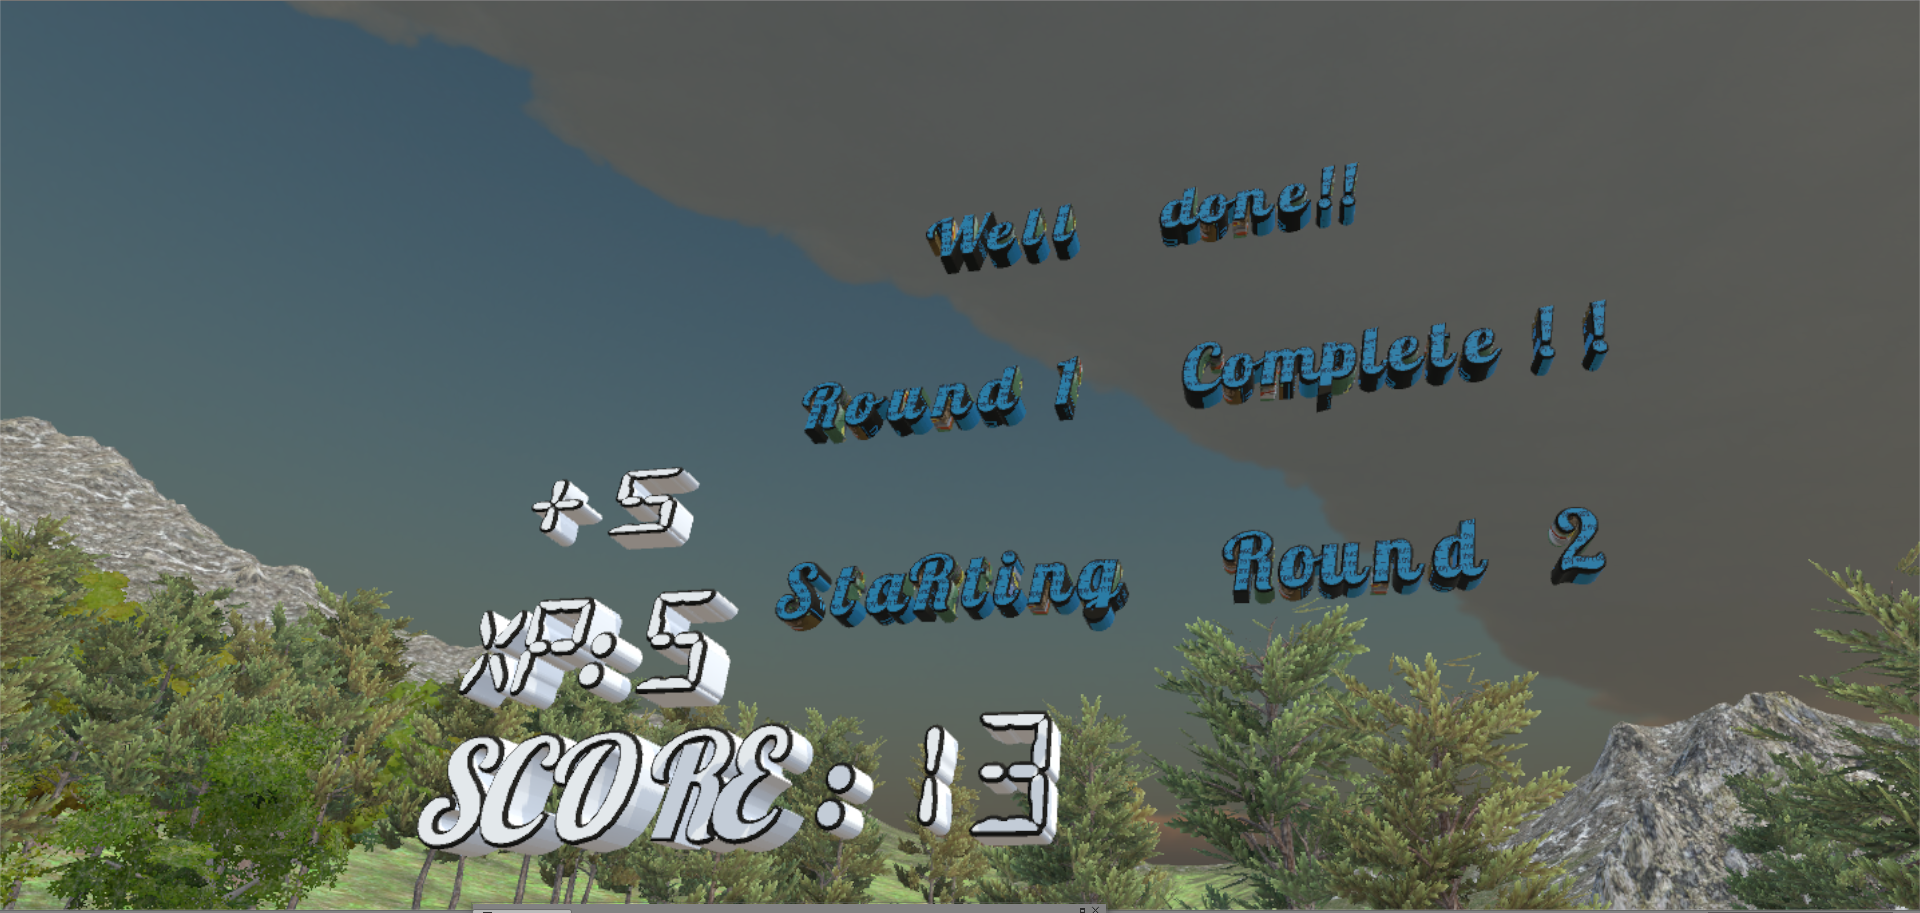 Well done!!
Round 1 Complete!!
StaRting Round 2
+5
XP:5
SCORE:13